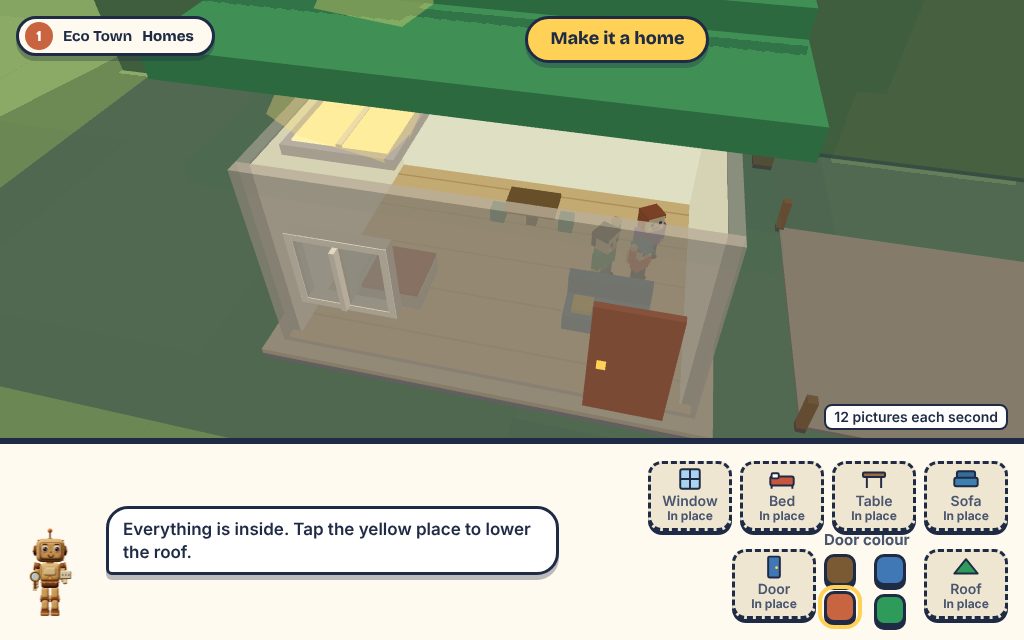 1 Eco Town Homes
Make it a home
12 pictures each second
Everything is inside. Tap the yellow place to lower
the roof.
Window
In place
Bed
In place
Table
In place
Sofa
In place
Door colour
Door
In place
Roof
In place